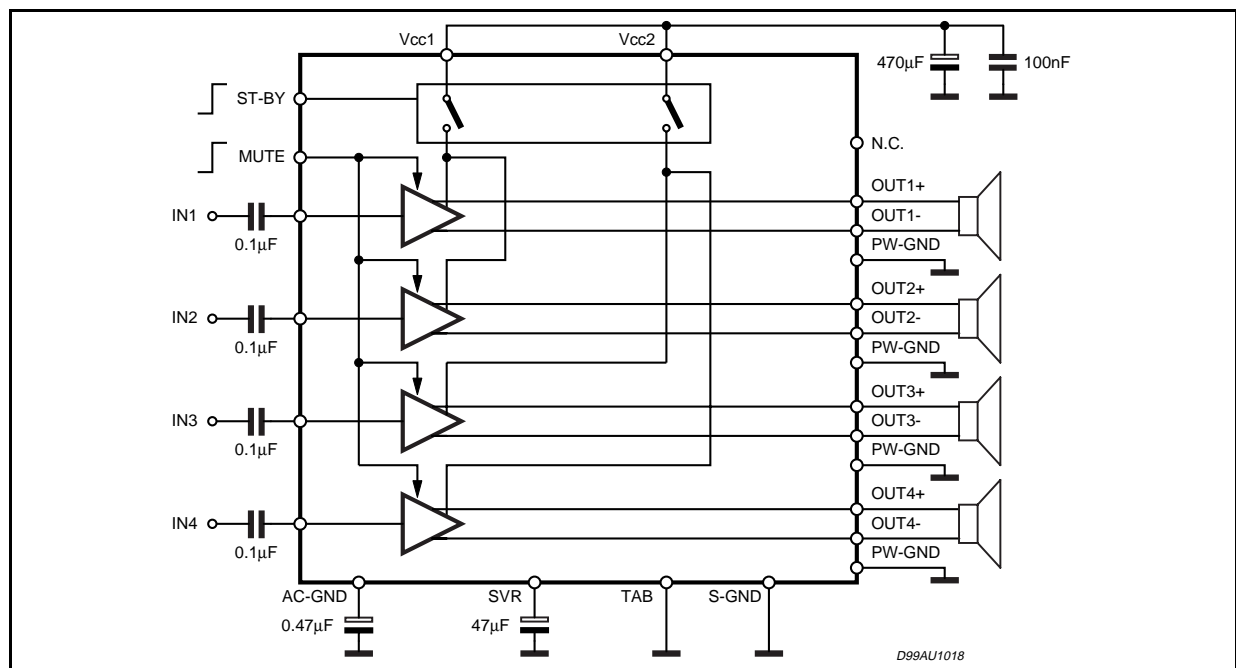 Vcc1
Vcc2
470μF
100nF
ST-BY
N.C.
MUTE
OUT1+
IN1
OUT1-
0.1μF
PW-GND
OUT2+
IN2
OUT2-
0.1μF
PW-GND
OUT3+
IN3
OUT3-
0.1μF
PW-GND
OUT4+
IN4
OUT4-
0.1μF
PW-GND
AC-GND
SVR
TAB
S-GND
0.47μF
47μF
D99AU1018